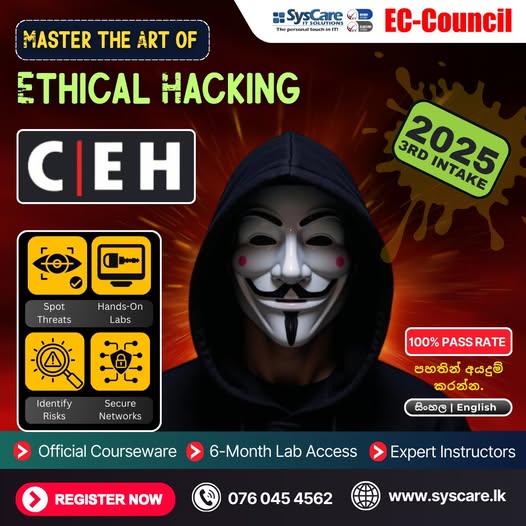 SysCare
IT SOLUTIONS
The personal touch in IT!
EC-Council
MASTER THE ART OF
ETHICAL HACKING
C|EH
2025
3RD INTAKE
Spot
Threats
Hands-On
Labs
Identify
Risks
Secure
Networks
100% PASS RATE
පහතින් අයදුම්
කරන්න.
සිංහල | English
Official Courseware
6-Month Lab Access
Expert Instructors
REGISTER NOW
076 045 4562
www.syscare.lk